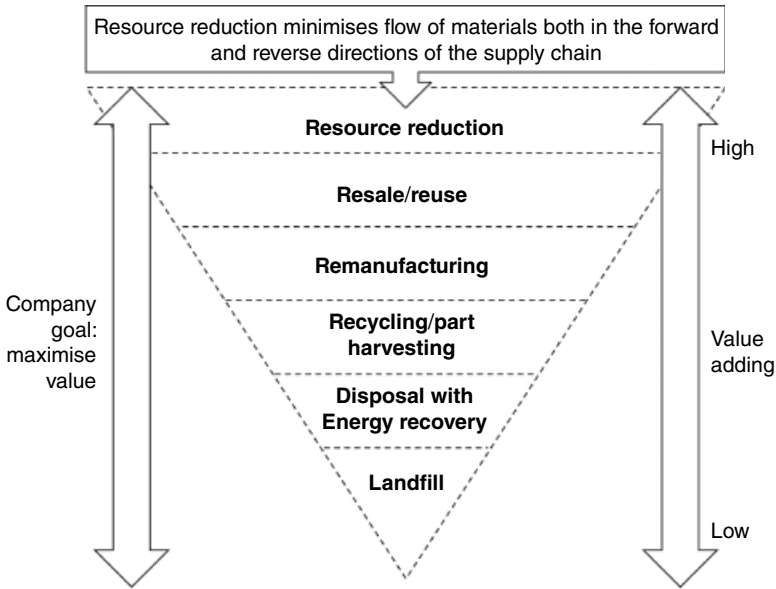 Resource reduction minimises flow of materials both in the forward
and reverse directions of the supply chain
Resource reduction
High
Resale/reuse
Remanufacturing
Company
goal:
maximise
value
Recycling/part
harvesting
Value
adding
Disposal with
Energy recovery
Landfill
Low